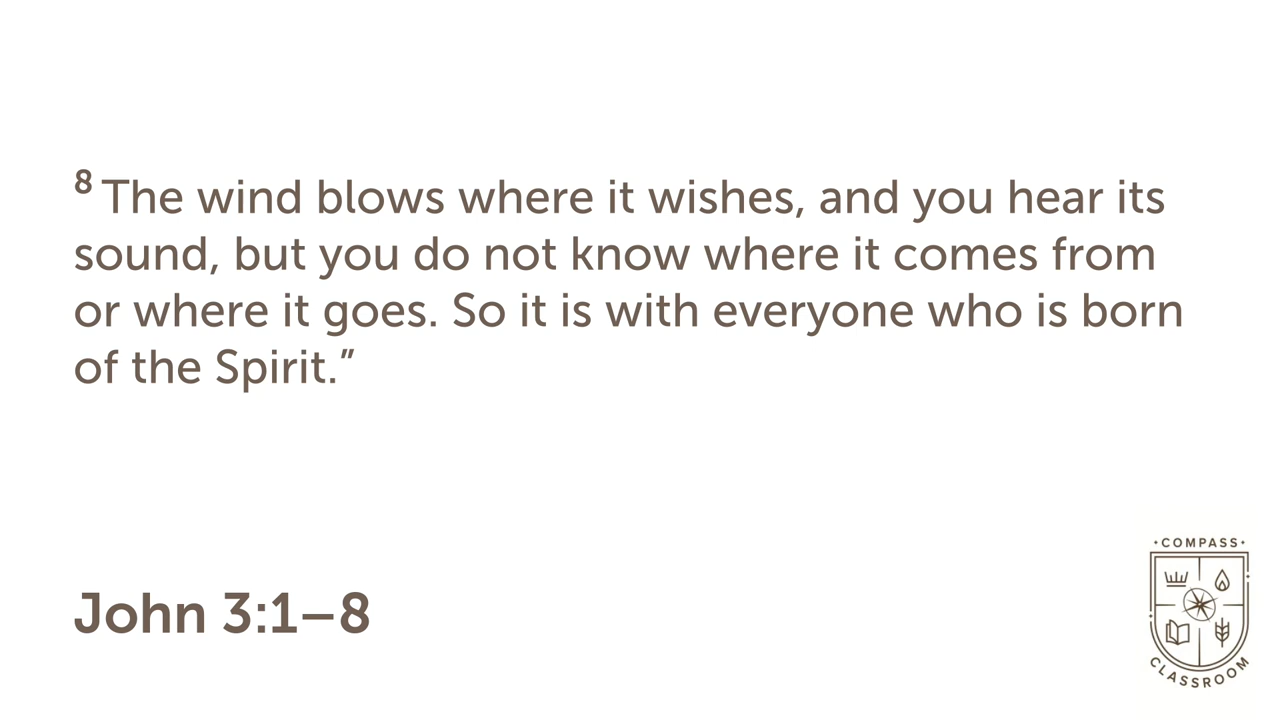 ⁸ The wind blows where it wishes, and you hear its
sound, but you do not know where it comes from
or where it goes. So it is with everyone who is born
of the Spirit.”
John 3:1–8
·COMPASS·
CLASSROOM